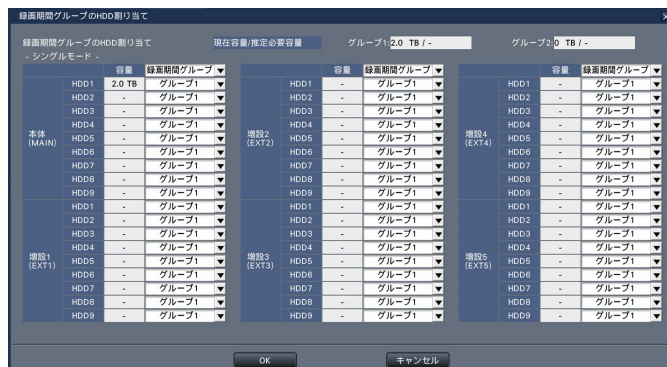 録画期間グループのHDD割り当て
録画期間グループのHDD割り当て 現在容量/推定必要容量 グループ1: 2.0 TB / - グループ2: 0 TB / -
- シングルモード -
容量 録画期間グループ ▼ 容量 録画期間グループ ▼ 容量 録画期間グループ ▼
本体 (MAIN) 増設2 (EXT2) 増設4 (EXT4)
HDD1 2.0 TB グループ1 ▼ HDD1 - グループ1 ▼ HDD1 - グループ1 ▼
HDD2 - グループ1 ▼ HDD2 - グループ1 ▼ HDD2 - グループ1 ▼
HDD3 - グループ1 ▼ HDD3 - グループ1 ▼ HDD3 - グループ1 ▼
HDD4 - グループ1 ▼ HDD4 - グループ1 ▼ HDD4 - グループ1 ▼
HDD5 - グループ1 ▼ HDD5 - グループ1 ▼ HDD5 - グループ1 ▼
HDD6 - グループ1 ▼ HDD6 - グループ1 ▼ HDD6 - グループ1 ▼
HDD7 - グループ1 ▼ HDD7 - グループ1 ▼ HDD7 - グループ1 ▼
HDD8 - グループ1 ▼ HDD8 - グループ1 ▼ HDD8 - グループ1 ▼
HDD9 - グループ1 ▼ HDD9 - グループ1 ▼ HDD9 - グループ1 ▼
増設1 (EXT1) 増設3 (EXT3) 増設5 (EXT5)
HDD1 - グループ1 ▼ HDD1 - グループ1 ▼ HDD1 - グループ1 ▼
HDD2 - グループ1 ▼ HDD2 - グループ1 ▼ HDD2 - グループ1 ▼
HDD3 - グループ1 ▼ HDD3 - グループ1 ▼ HDD3 - グループ1 ▼
HDD4 - グループ1 ▼ HDD4 - グループ1 ▼ HDD4 - グループ1 ▼
HDD5 - グループ1 ▼ HDD5 - グループ1 ▼ HDD5 - グループ1 ▼
HDD6 - グループ1 ▼ HDD6 - グループ1 ▼ HDD6 - グループ1 ▼
HDD7 - グループ1 ▼ HDD7 - グループ1 ▼ HDD7 - グループ1 ▼
HDD8 - グループ1 ▼ HDD8 - グループ1 ▼ HDD8 - グループ1 ▼
HDD9 - グループ1 ▼ HDD9 - グループ1 ▼ HDD9 - グループ1 ▼
OK キャンセル